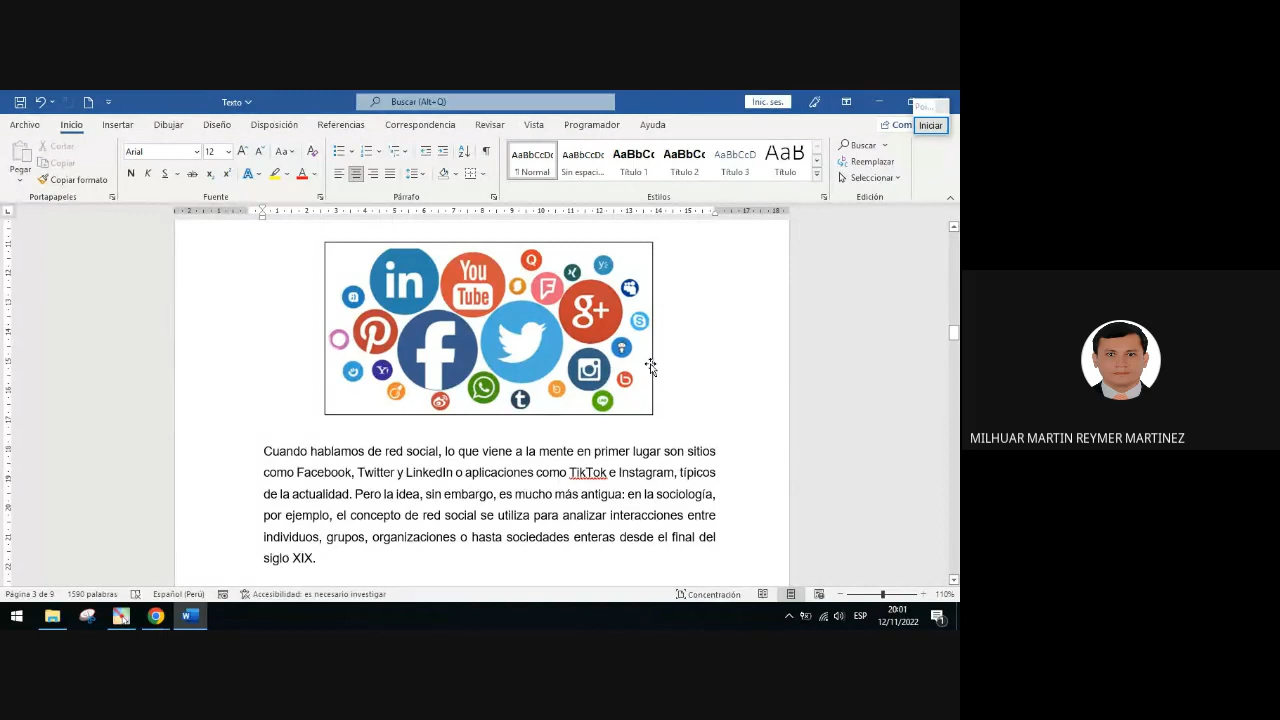 Texto
Buscar (Alt+Q)
Inic. ses.
Archivo Inicio Insertar Dibujar Diseño Disposición Referencias Correspondencia Revisar Vista Programador Ayuda
Com
Iniciar
Pegar
Cortar
Copiar
Copiar formato
Portapapeles
Arial 12
N K S ab x x
Fuente
Párrafo
AaBbCcDc AaBbCcDc AaBbCc AaBbCc AaBbCcD AaB
¶ Normal Sin espaci... Título 1 Título 2 Título 3 Título
Estilos
Buscar
Reemplazar
Seleccionar
Edición
in
You
Tube
g+
Cuando hablamos de red social, lo que viene a la mente en primer lugar son sitios
como Facebook, Twitter y LinkedIn o aplicaciones como TikTok e Instagram, típicos
de la actualidad. Pero la idea, sin embargo, es mucho más antigua: en la sociología,
por ejemplo, el concepto de red social se utiliza para analizar interacciones entre
individuos, grupos, organizaciones o hasta sociedades enteras desde el final del
siglo XIX.
Página 3 de 9 1590 palabras Español (Perú) Accesibilidad: es necesario investigar Concentración 110%
ESP
20:01
12/11/2022
MILHUAR MARTIN REYMER MARTINEZ